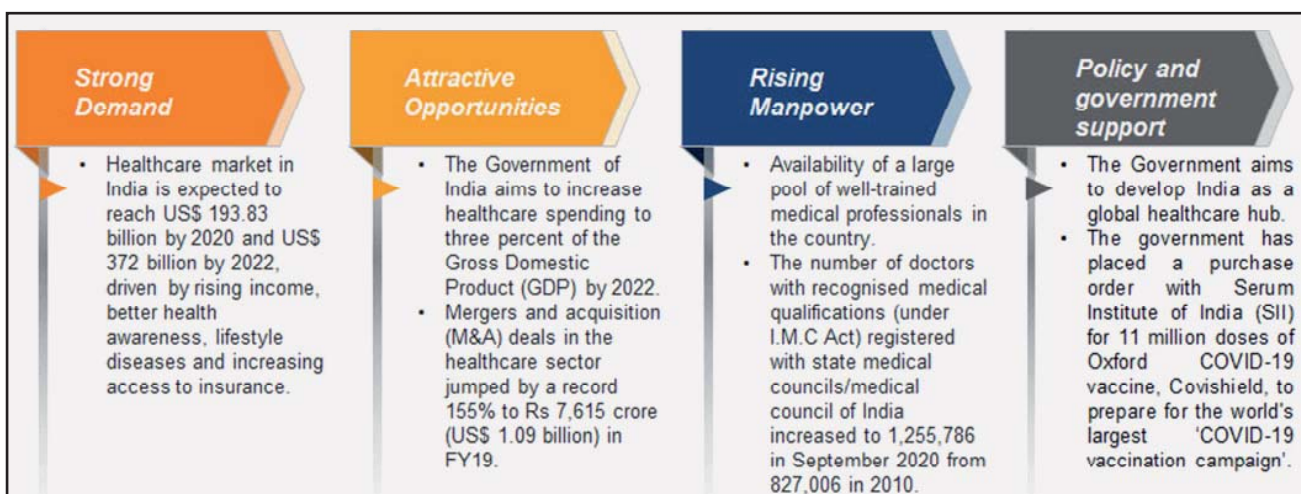 Strong
Demand
• Healthcare market in
India is expected to
reach US$ 193.83
billion by 2020 and US$
372 billion by 2022,
driven by rising income,
better health
awareness, lifestyle
diseases and increasing
access to insurance.
Attractive
Opportunities
• The Government of
India aims to increase
healthcare spending to
three percent of the
Gross Domestic
Product (GDP) by 2022.
• Mergers and acquisition
(M&A) deals in the
healthcare sector
jumped by a record
155% to Rs 7,615 crore
(US$ 1.09 billion) in
FY19.
Rising
Manpower
• Availability of a large
pool of well-trained
medical professionals in
the country.
• The number of doctors
with recognised medical
qualifications (under
I.M.C Act) registered
with state medical
councils/medical
council of India
increased to 1,255,786
in September 2020 from
827,006 in 2010.
Policy and
government
support
• The Government aims
to develop India as a
global healthcare hub.
• The government has
placed a purchase
order with Serum
Institute of India (SII)
for 11 million doses of
Oxford COVID-19
vaccine, Covishield, to
prepare for the world's
largest ‘COVID-19
vaccination campaign’.